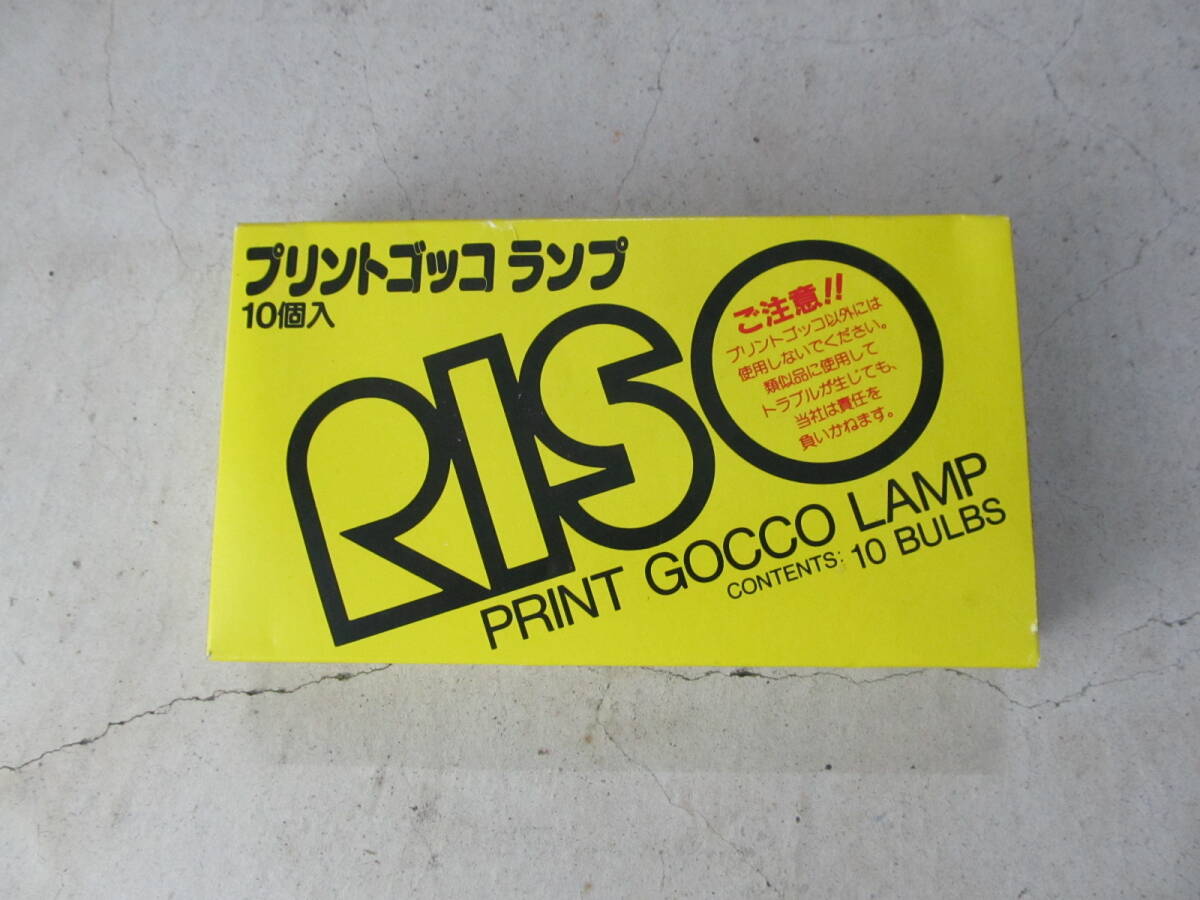 プリントゴッコ ランプ
10個入
RISO
ご注意!!
プリントゴッコ以外には
使用しないでください。
類似品に使用して
トラブルが生じても、
当社は責任を
負いかねます。
PRINT GOCCO LAMP
CONTENTS: 10 BULBS